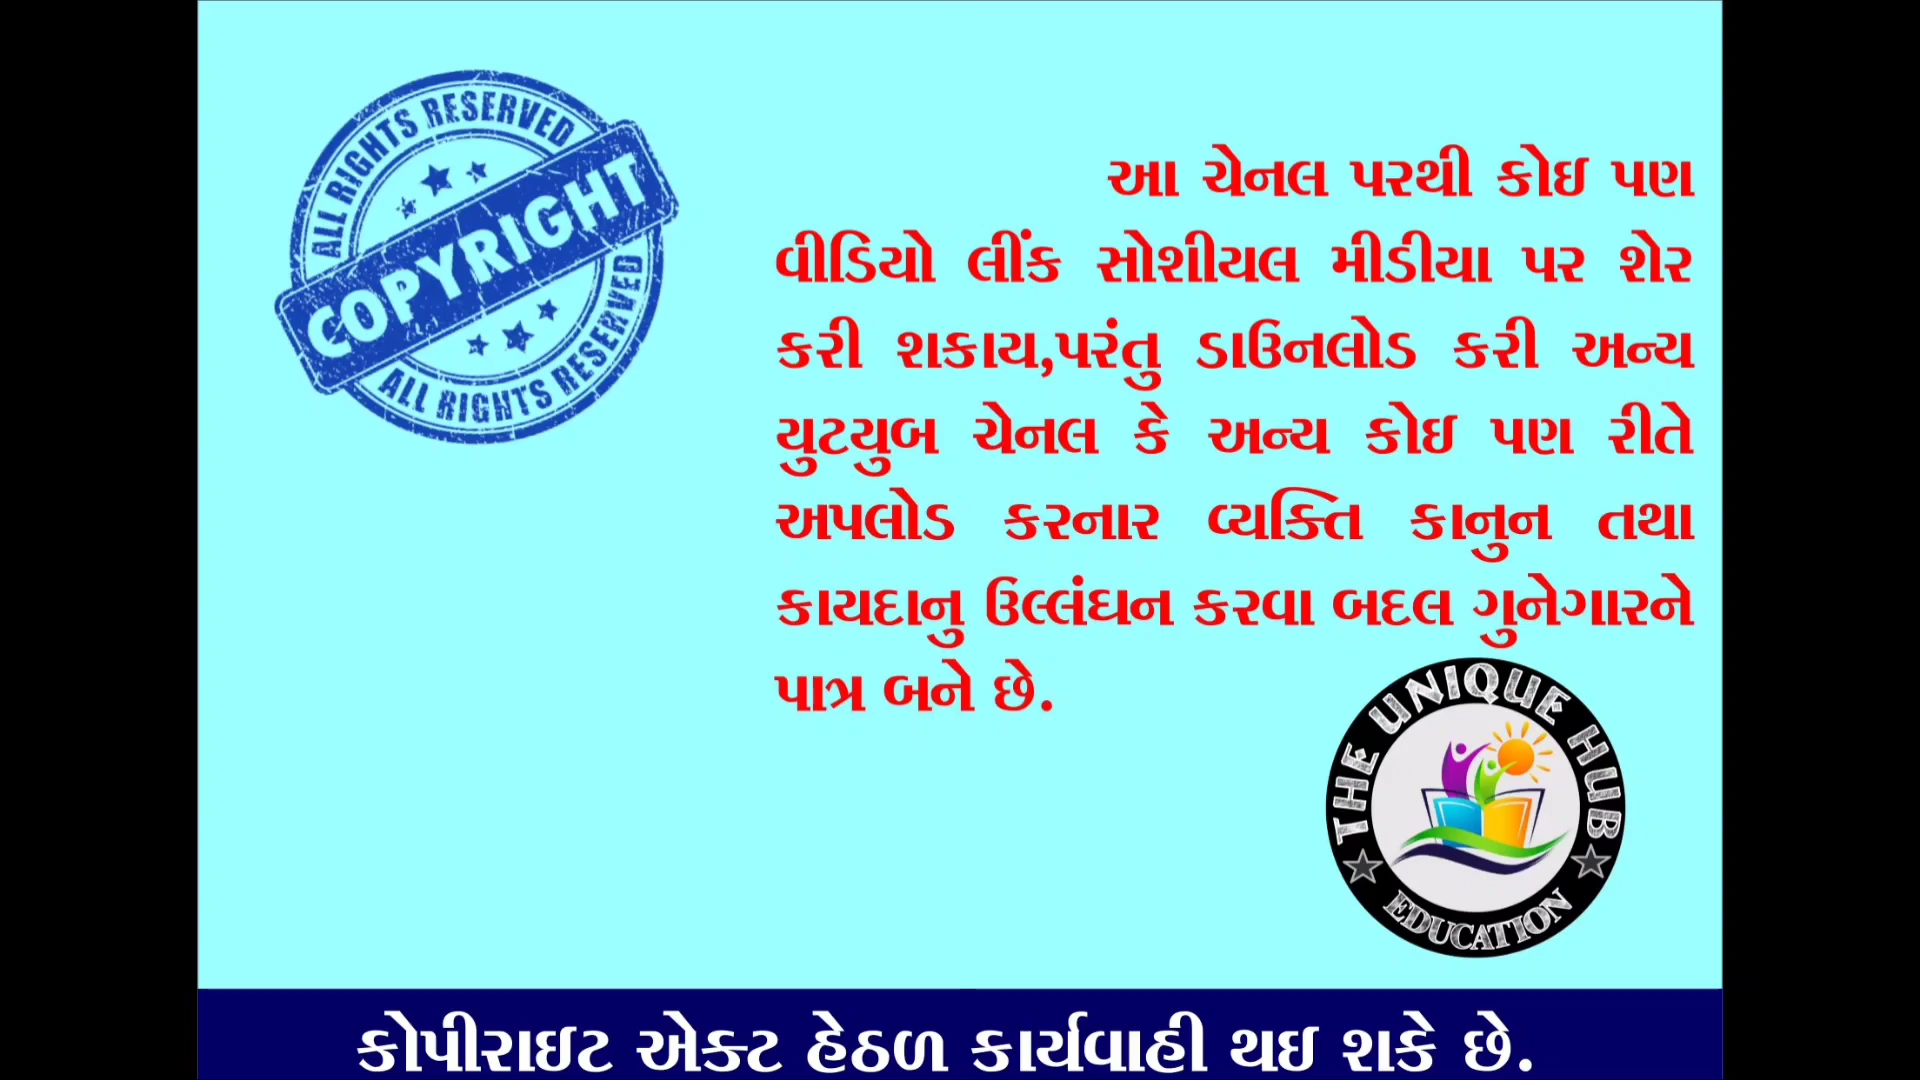 ALL RIGHTS RESERVED
COPYRIGHT
ALL RIGHTS RESERVED
આ ચેનલ પરથી કોઇ પણ
વીડિયો લીંક સોશીયલ મીડીયા પર શેર
કરી શકાય,પરંતુ ડાઉનલોડ કરી અન્ય
યુટયુબ ચેનલ કે અન્ય કોઇ પણ રીતે
અપલોડ કરનાર વ્યક્તિ કાનુન તથા
કાયદાનુ ઉલ્લંઘન કરવા બદલ ગુનેગારને
પાત્ર બને છે.
THE UNIQUE HUB
EDUCATION
કોપીરાઇટ એક્ટ હેઠળ કાર્યવાહી થઇ શકે છે.